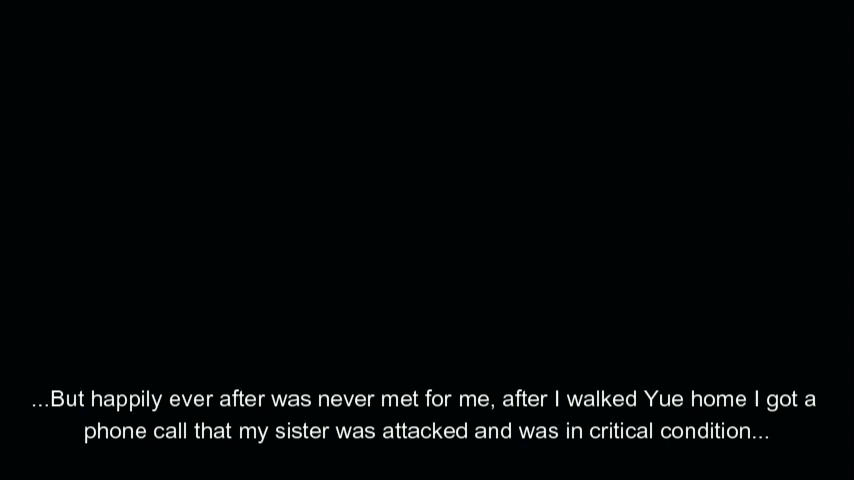 ...But happily ever after was never met for me, after I walked Yue home I got a
phone call that my sister was attacked and was in critical condition...